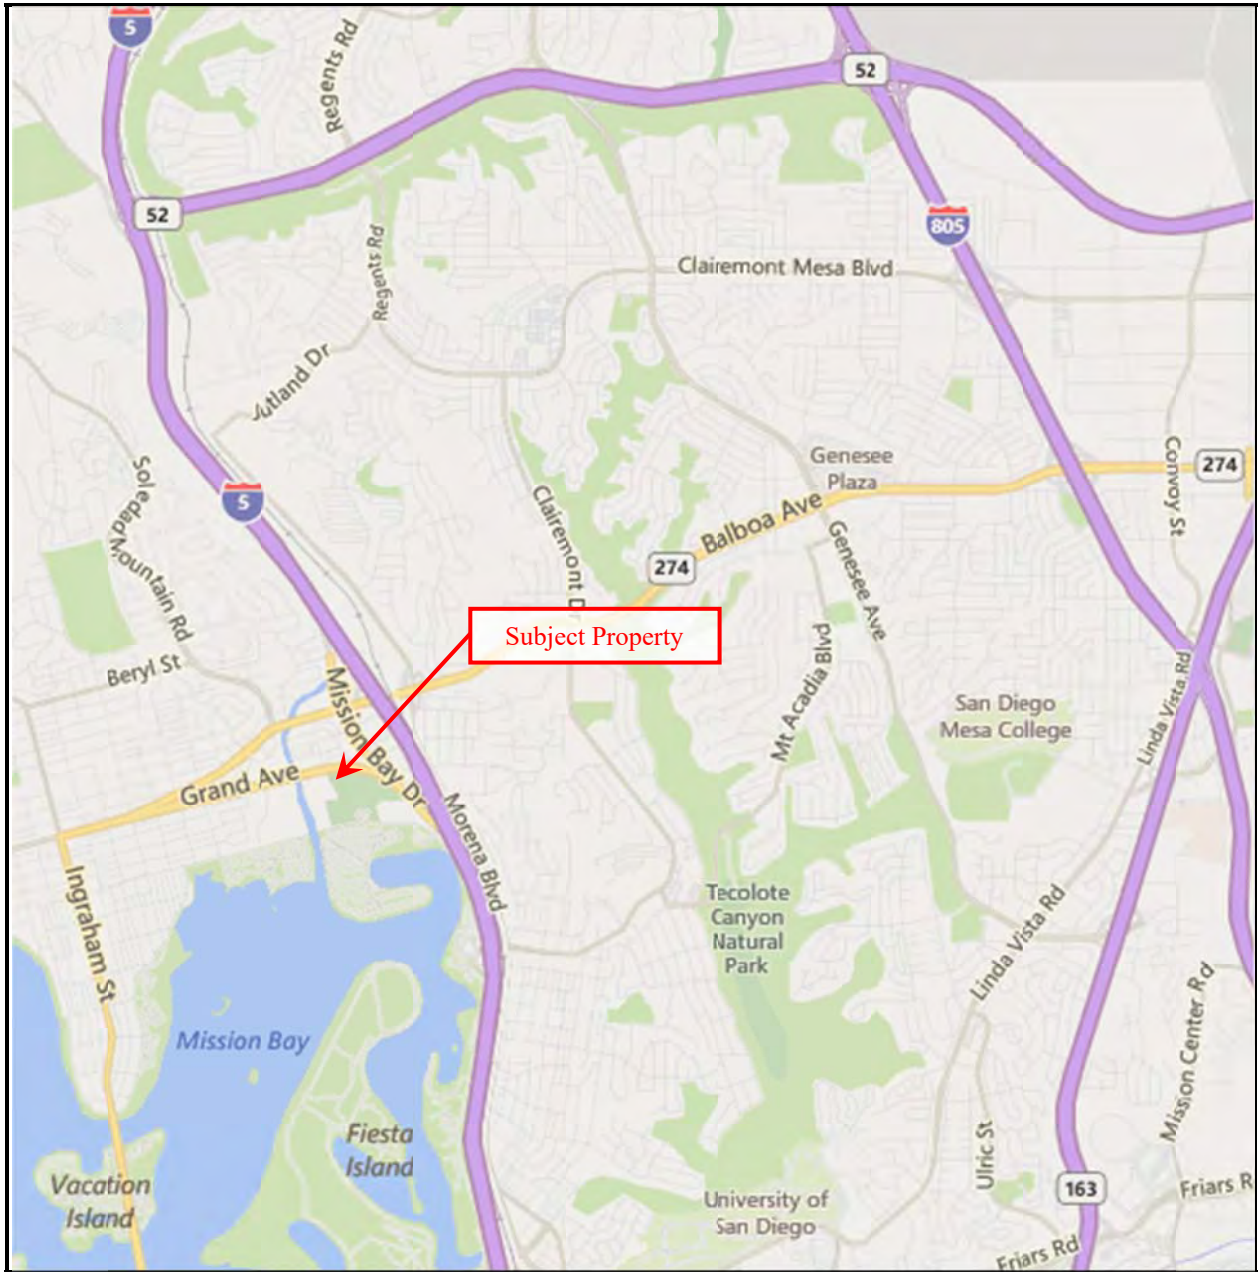 5
Regents Rd
52
52
805
Regents Rd
Clairemont Mesa Blvd
Jutland Dr
Genesee
Plaza
Convoy St
274
Soledad Mountain Rd
5
Clairemont D
Balboa Ave
274
Genesee Ave
Subject Property
Beryl St
Mt Acadia Blvd
Linda Vista Rd
Mission Bay Dr
San Diego
Mesa College
Grand Ave
Morena Blvd
Ingraham St
Tecolote
Canyon
Natural
Park
Linda Vista Rd
Mission Center Rd
Mission Bay
Fiesta
Island
Ulric St
Vacation
Island
University of
San Diego
163
Friars R
Friars Rd